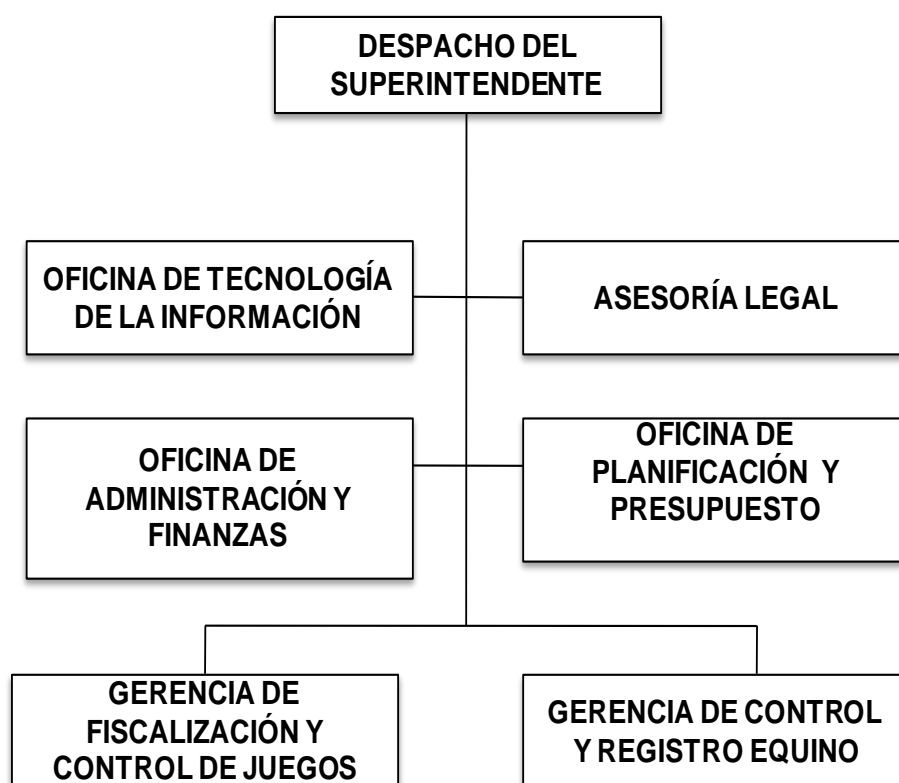 DESPACHO DEL
SUPERINTENDENTE
OFICINA DE TECNOLOGÍA
DE LA INFORMACIÓN
ASESORÍA LEGAL
OFICINA DE
ADMINISTRACIÓN Y
FINANZAS
OFICINA DE
PLANIFICACIÓN Y
PRESUPUESTO
GERENCIA DE
FISCALIZACIÓN Y
CONTROL DE JUEGOS
GERENCIA DE CONTROL
Y REGISTRO EQUINO